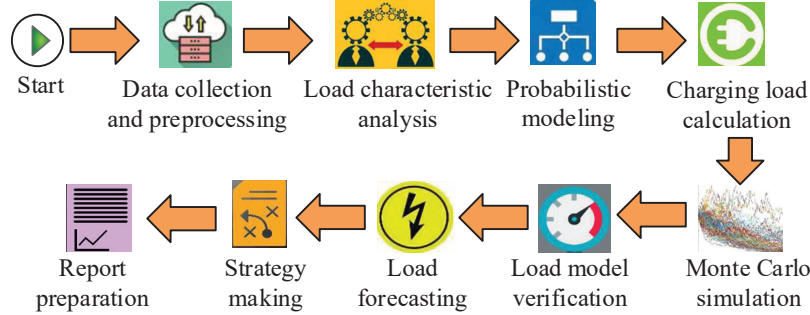 Start
Data collection
and preprocessing
Load characteristic
analysis
Probabilistic
modeling
Charging load
calculation
Report
preparation
Strategy
making
Load
forecasting
Load model
verification
Monte Carlo
simulation